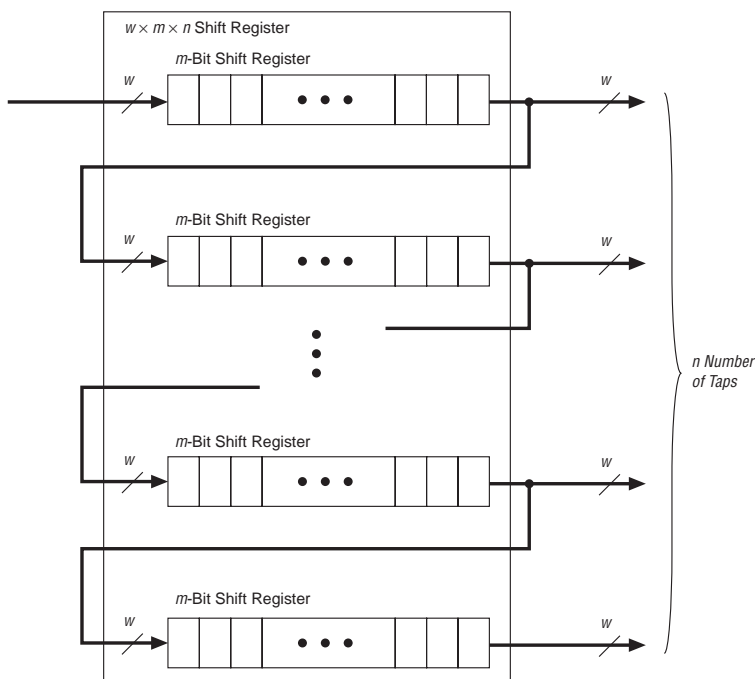 w × m × n Shift Register
m-Bit Shift Register
w
w
m-Bit Shift Register
w
w
n Number
of Taps
m-Bit Shift Register
w
w
m-Bit Shift Register
w
w